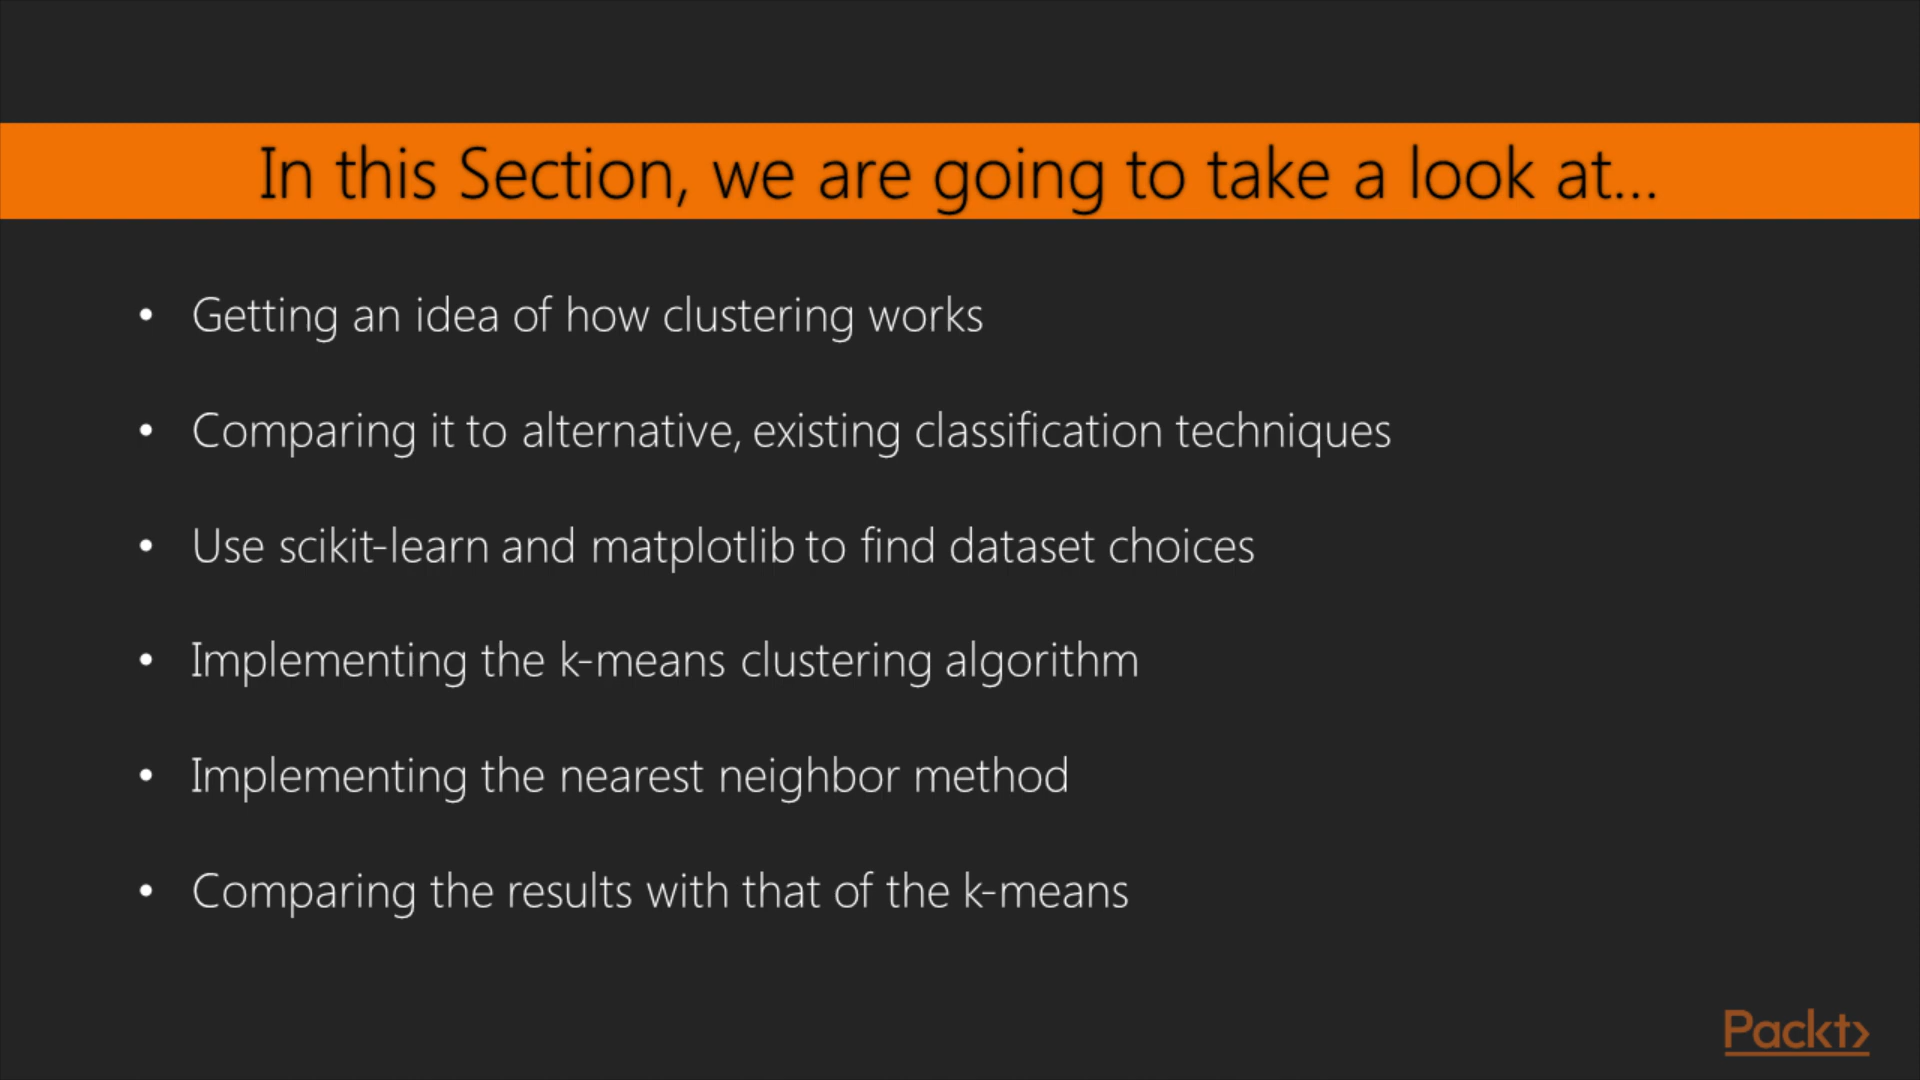 In this Section, we are going to take a look at...
• Getting an idea of how clustering works
• Comparing it to alternative, existing classification techniques
• Use scikit-learn and matplotlib to find dataset choices
• Implementing the k-means clustering algorithm
• Implementing the nearest neighbor method
• Comparing the results with that of the k-means
Packt>